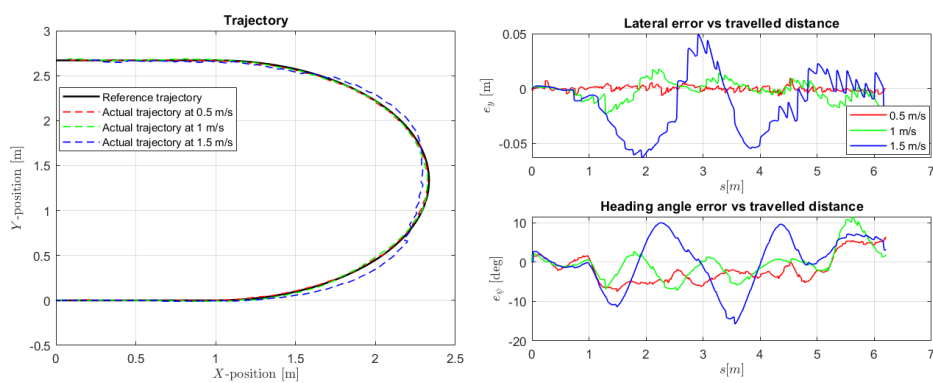 Trajectory
3
2.5
2
1.5
1
0.5
0
-0.5
Y-position [m]
Reference trajectory
Actual trajectory at 0.5 m/s
Actual trajectory at 1 m/s
Actual trajectory at 1.5 m/s
0 0.5 1 1.5 2 2.5
X-position [m]
Lateral error vs travelled distance
0.05
0
-0.05
e_y [m]
0.5 m/s
1 m/s
1.5 m/s
0 1 2 3 4 5 6 7
s[m]
Heading angle error vs travelled distance
10
0
-10
-20
e_ψ [deg]
0 1 2 3 4 5 6 7
s[m]